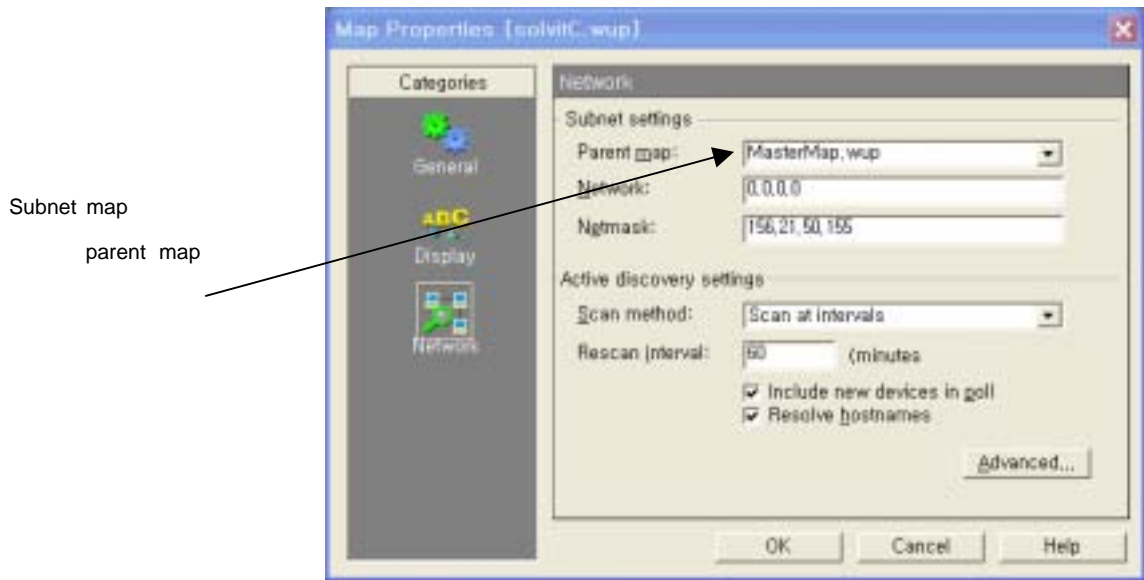 Map Properties [solvitC.wup]
Categories
General
Display
Network
Network
Subnet settings
Parent map: MasterMap.wup
Network: 0.0.0.0
Netmask: 156.21.50.155
Active discovery settings
Scan method: Scan at intervals
Rescan interval: 60 (minutes
Include new devices in poll
Resolve hostnames
Advanced...
OK Cancel Help
Subnet map
parent map